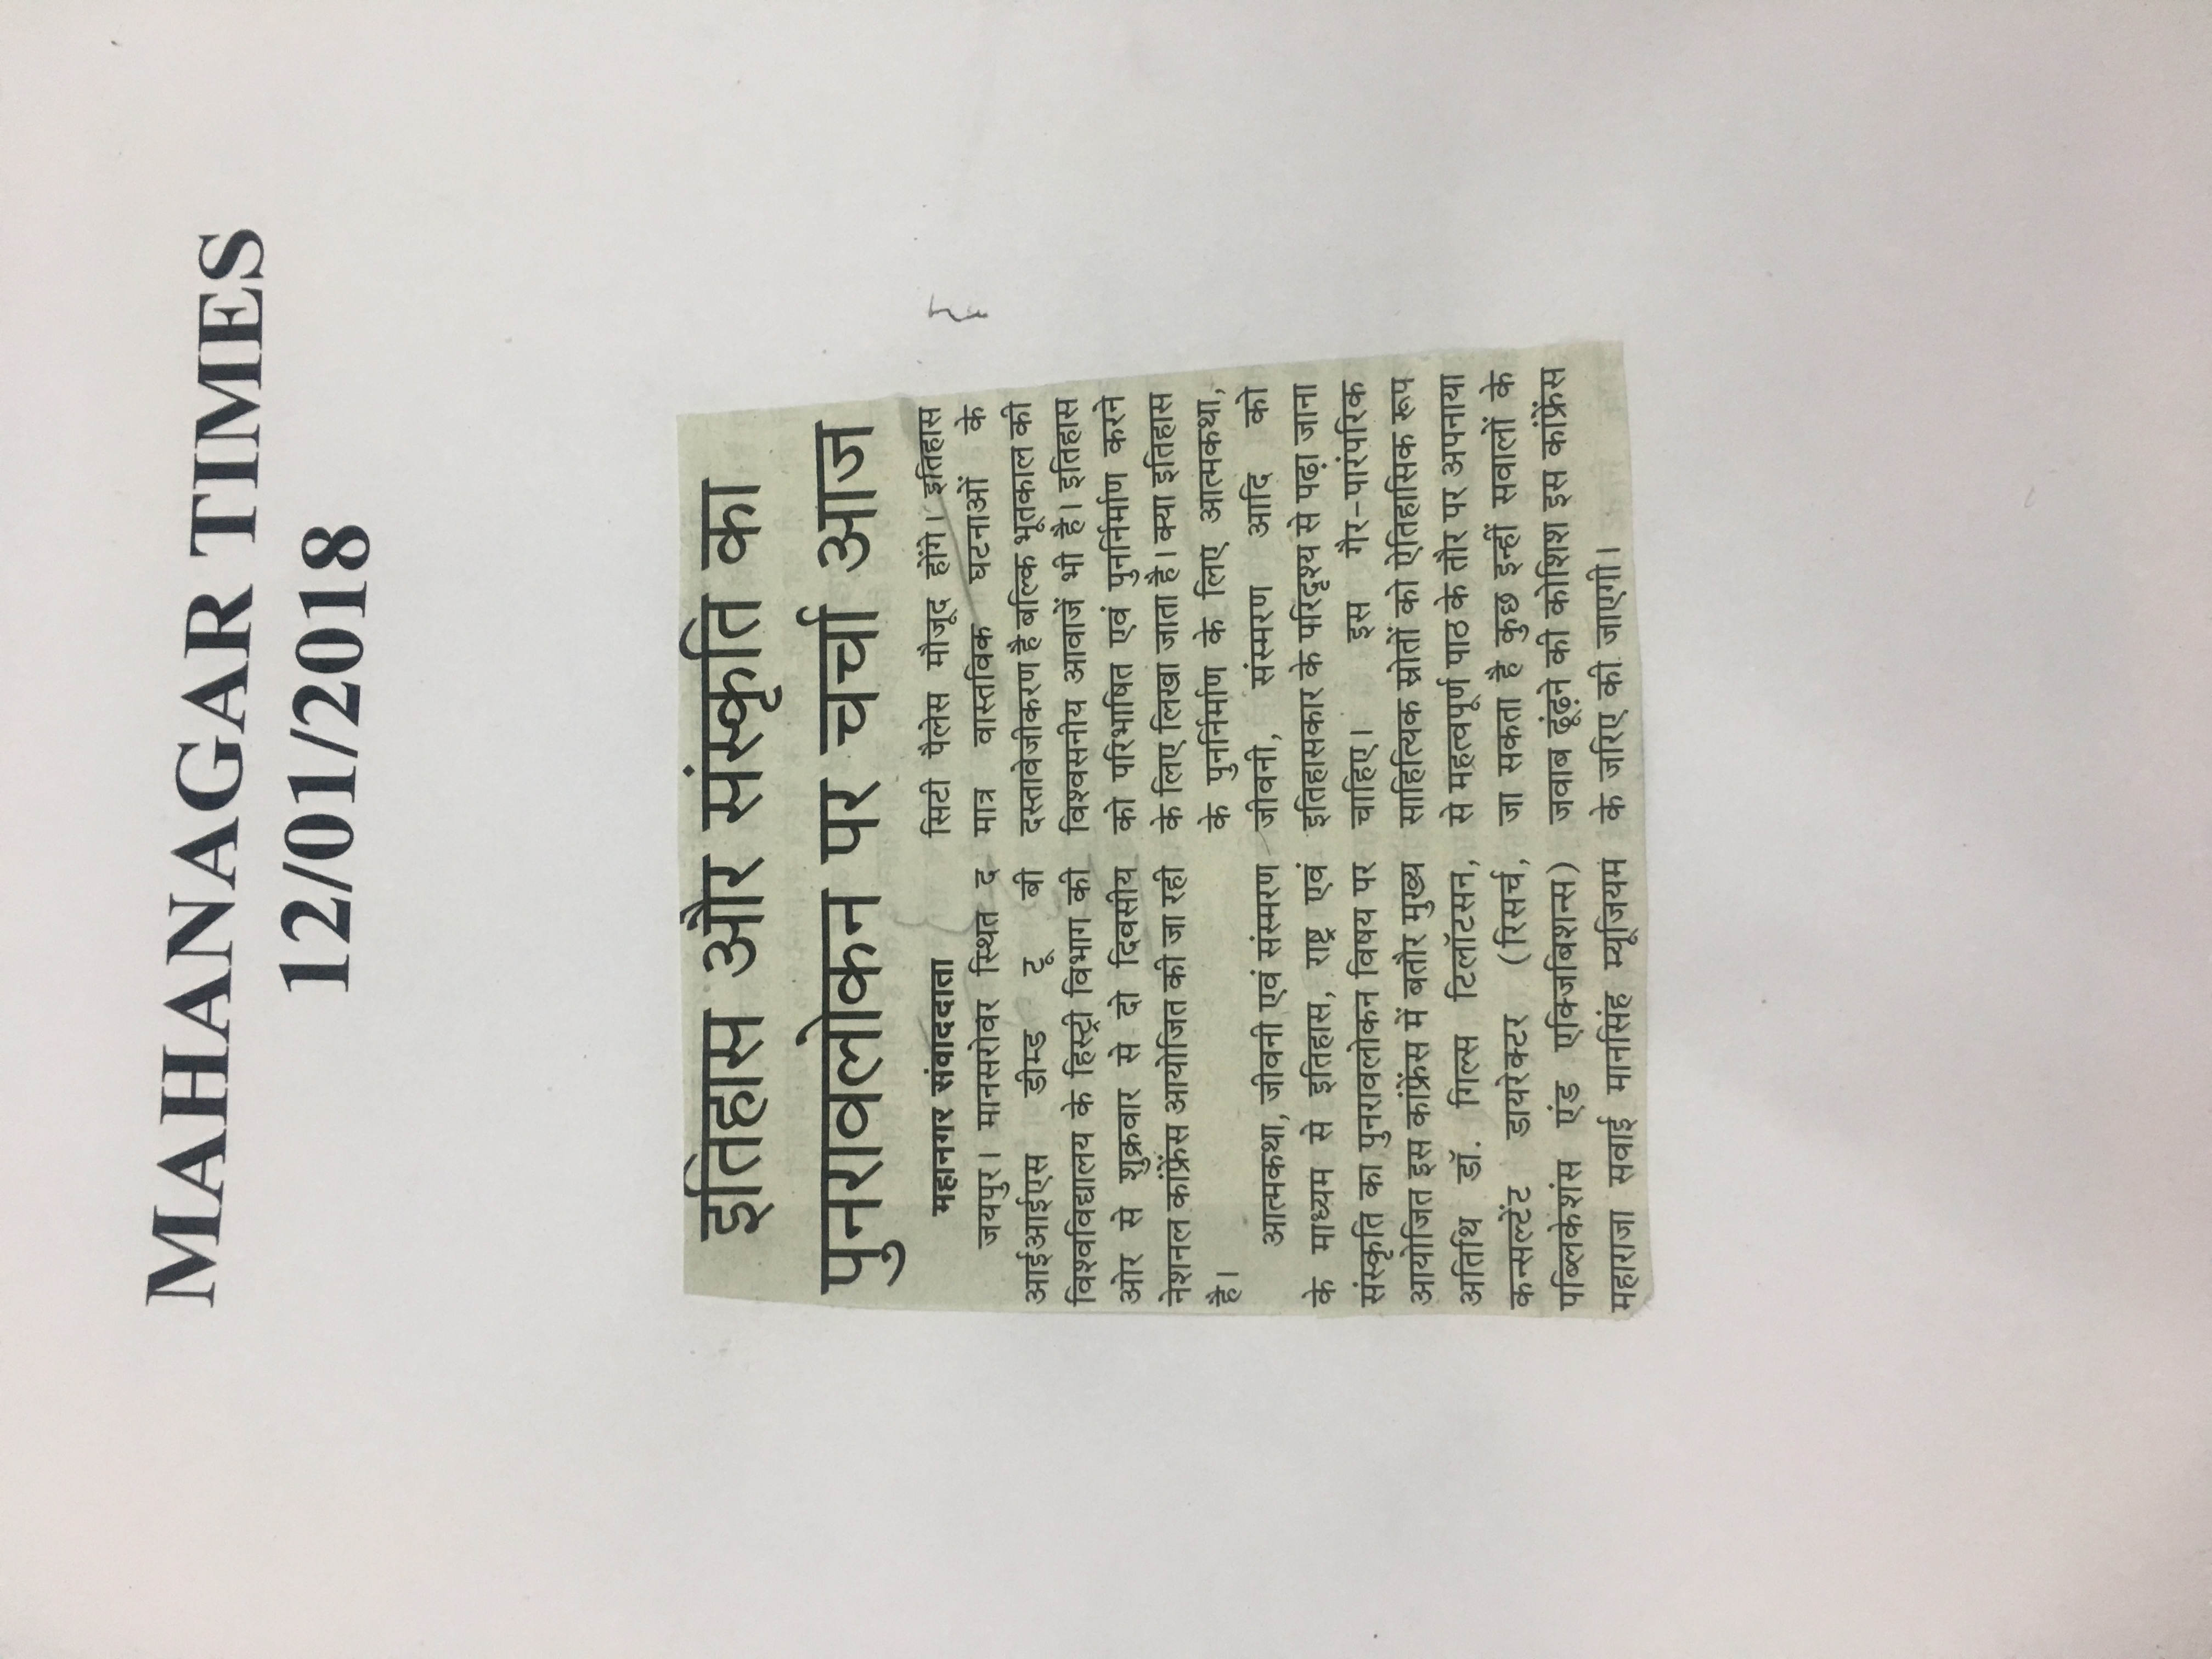 MAHANAGAR TIMES
12/01/2018
इतिहास और संस्कृति का
पुनरावलोकन पर चर्चा आज
महानगर संवाददाता
जयपुर। मानसरोवर स्थित द
आईआईएस डीम्ड टू बी
विश्वविद्यालय के हिस्ट्री विभाग की
ओर से शुक्रवार से दो दिवसीय
नेशनल कांफ्रेंस आयोजित की जा रही
है।
आत्मकथा, जीवनी एवं संस्मरण
के माध्यम से इतिहास, राष्ट्र एवं
संस्कृति का पुनरावलोकन विषय पर
आयोजित इस कांफ्रेंस में बतौर मुख्य
अतिथि डॉ. गिल्स टिलॉटसन,
कन्सल्टेंट डायरेक्टर (रिसर्च,
पब्लिकेशंस एंड एक्जिबिशन्स)
महाराजा सवाई मानसिंह म्यूजियम
सिटी पैलेस मौजूद होंगे। इतिहास
मात्र वास्तविक घटनाओं के
दस्तावेजीकरण है बल्कि भूतकाल की
विश्वसनीय आवाजें भी है। इतिहास
को परिभाषित एवं पुनर्निर्माण करने
के लिए लिखा जाता है। क्या इतिहास
के पुनर्निर्माण के लिए आत्मकथा,
जीवनी, संस्मरण आदि को
इतिहासकार के परिदृश्य से पढ़ा जाना
चाहिए। इस गैर-पारंपरिक
साहित्यिक स्रोतों को ऐतिहासिक रूप
से महत्वपूर्ण पाठ के तौर पर अपनाया
जा सकता है कुछ इन्हीं सवालों के
जवाब ढूंढ़ने की कोशिश इस कांफ्रेंस
के जरिए की जाएगी।